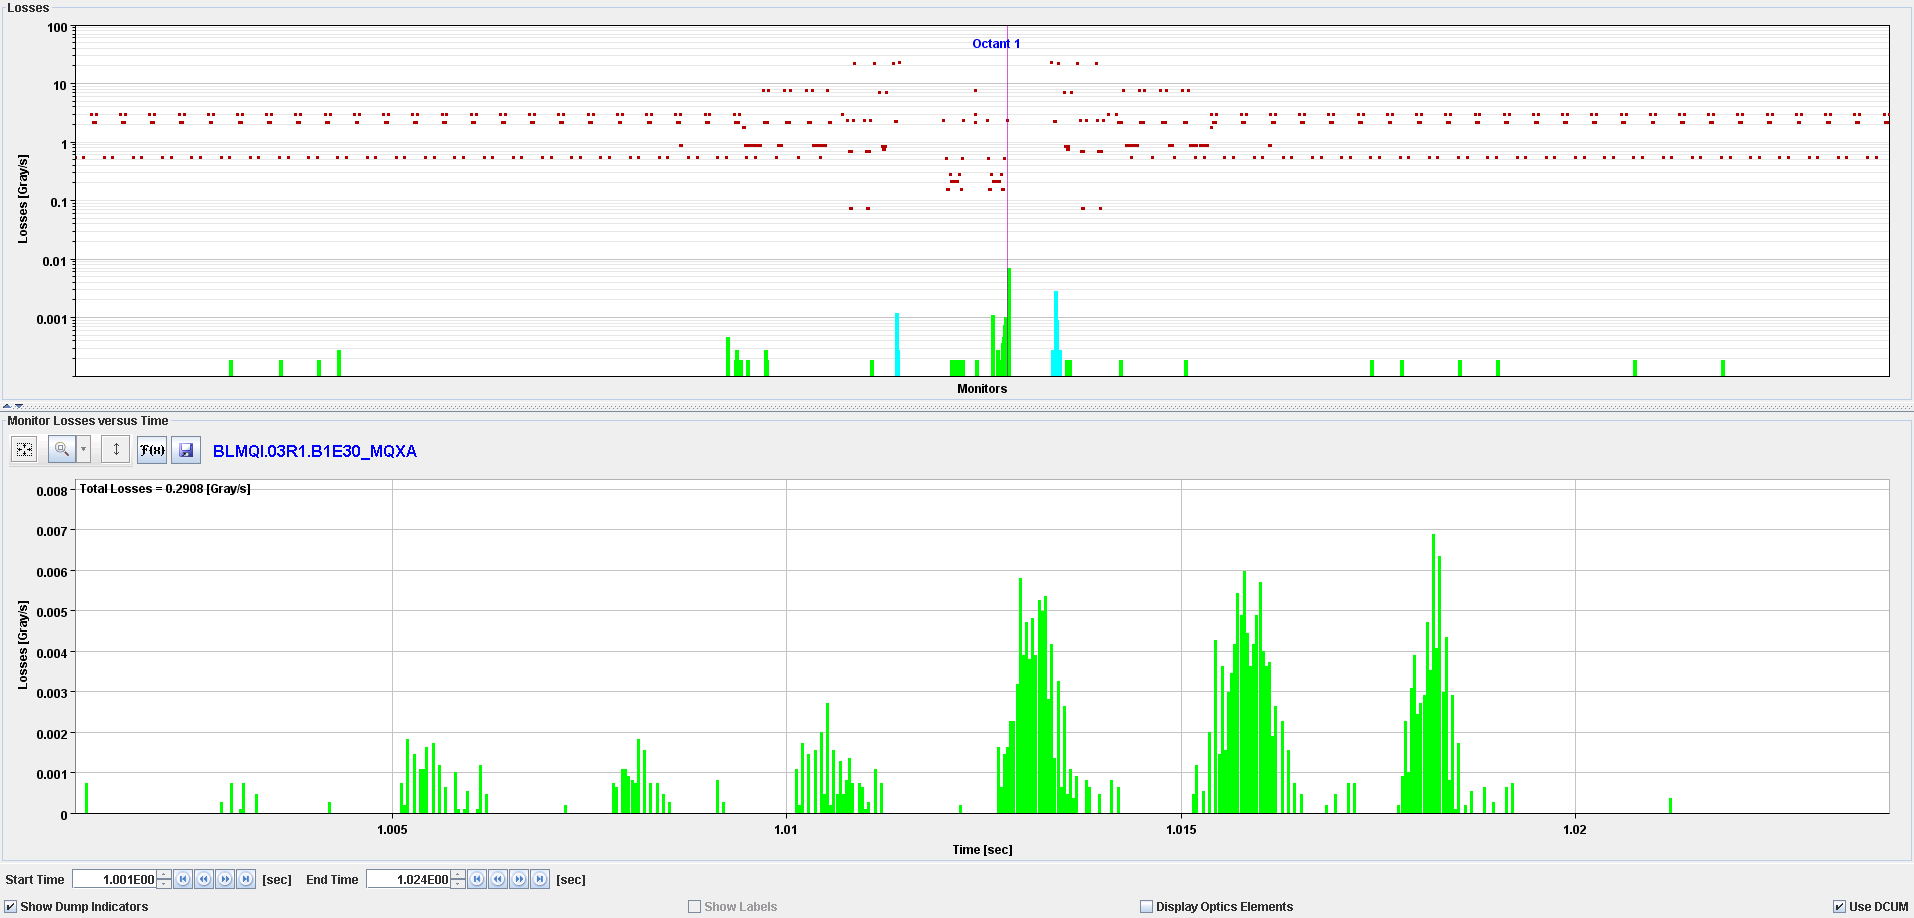 Losses
100
10
1
0.1
0.01
0.001
Losses [Gray/s]
Octant 1
Monitors
Monitor Losses versus Time
F(x)
BLMQI.03R1.B1E30_MQXA
Total Losses = 0.2908 [Gray/s]
0.008
0.007
0.006
0.005
0.004
0.003
0.002
0.001
0
Losses [Gray/s]
1.005 1.01 1.015 1.02
Time [sec]
Start Time 1.001E00 [sec] End Time 1.024E00 [sec]
Show Dump Indicators Show Labels Display Optics Elements Use DCUM